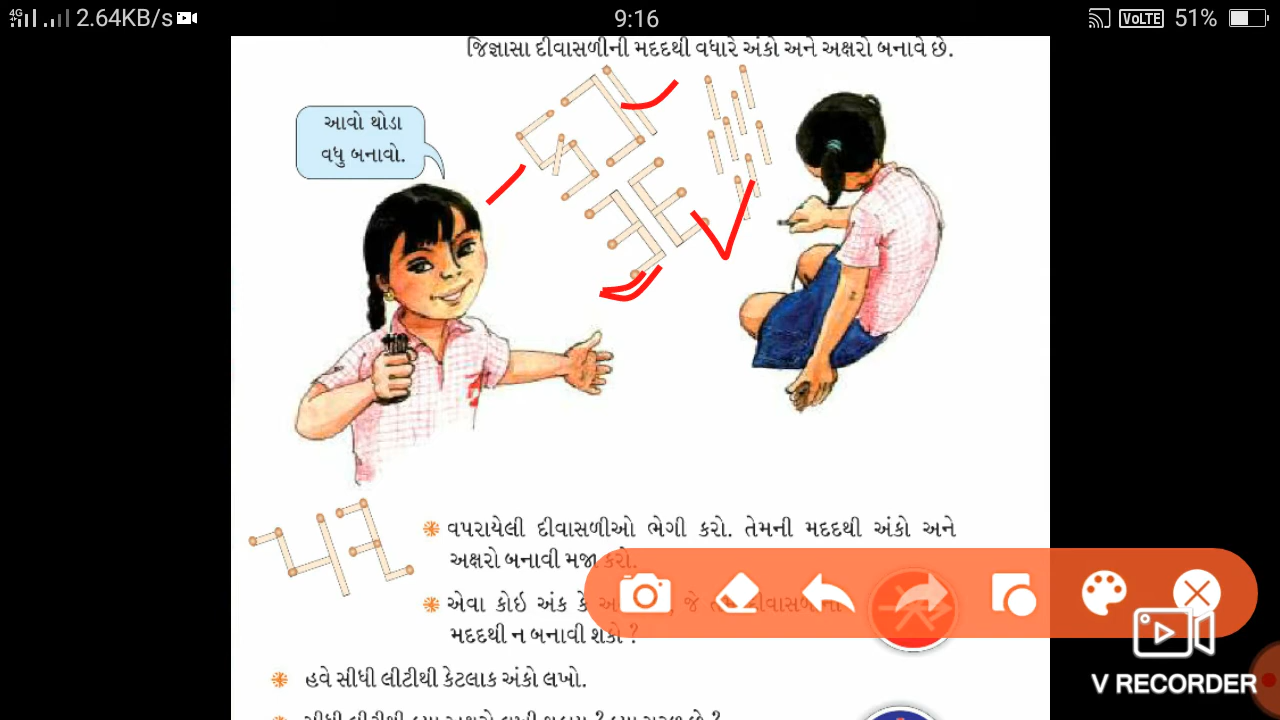 4G 2.64KB/s 9:16 VoLTE 51%
જિજ્ઞાસા દીવાસળીની મદદથી વધારે અંકો અને અક્ષરો બનાવે છે.
આવો થોડા
વધુ બનાવો.
વપરાયેલી દીવાસળીઓ ભેગી કરો. તેમની મદદથી અંકો અને
અક્ષરો બનાવી મજા કરો.
એવા કોઇ અંક કે જે
મદદથી ન બનાવી શકો ?
હવે સીધી લીટીથી કેટલાક અંકો લખો.
V RECORDER